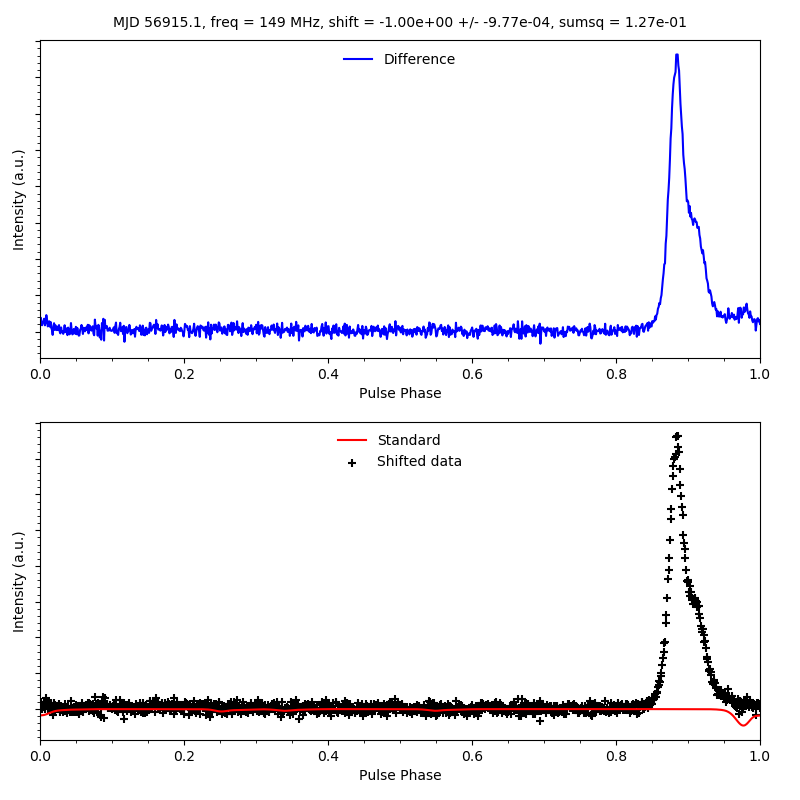 MJD 56915.1, freq = 149 MHz, shift = -1.00e+00 +/- -9.77e-04, sumsq = 1.27e-01
Difference
Intensity (a.u.)
0.0 0.2 0.4 0.6 0.8 1.0
Pulse Phase
Standard
Shifted data
Intensity (a.u.)
0.0 0.2 0.4 0.6 0.8 1.0
Pulse Phase